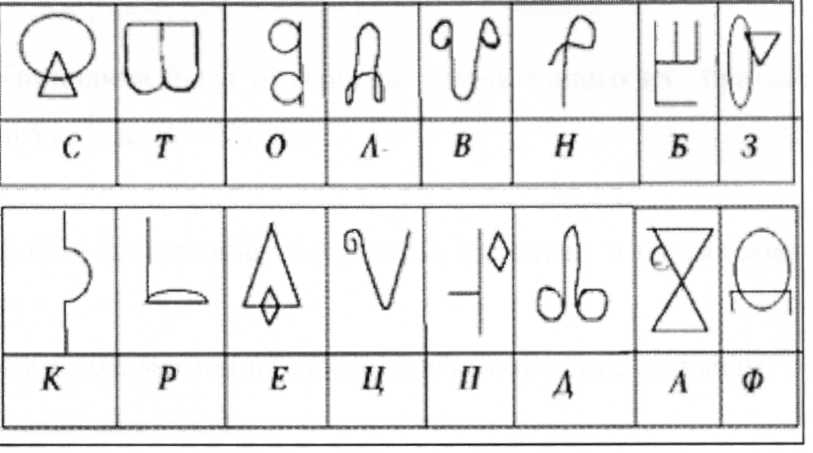 С Т О Л В Н Б З
К Р Е Ц П Д А Ф